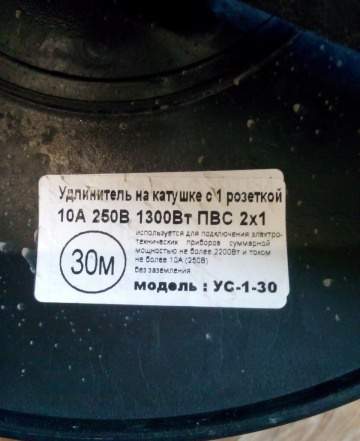 Удлинитель на катушке с 1 розеткой
10А 250В 1300Вт ПВС 2х1
используется для подключения электро-
технических приборов суммарной
мощностью не более 2200Вт и током
не более 10А (250В)
без заземления
30м
модель : УС-1-30